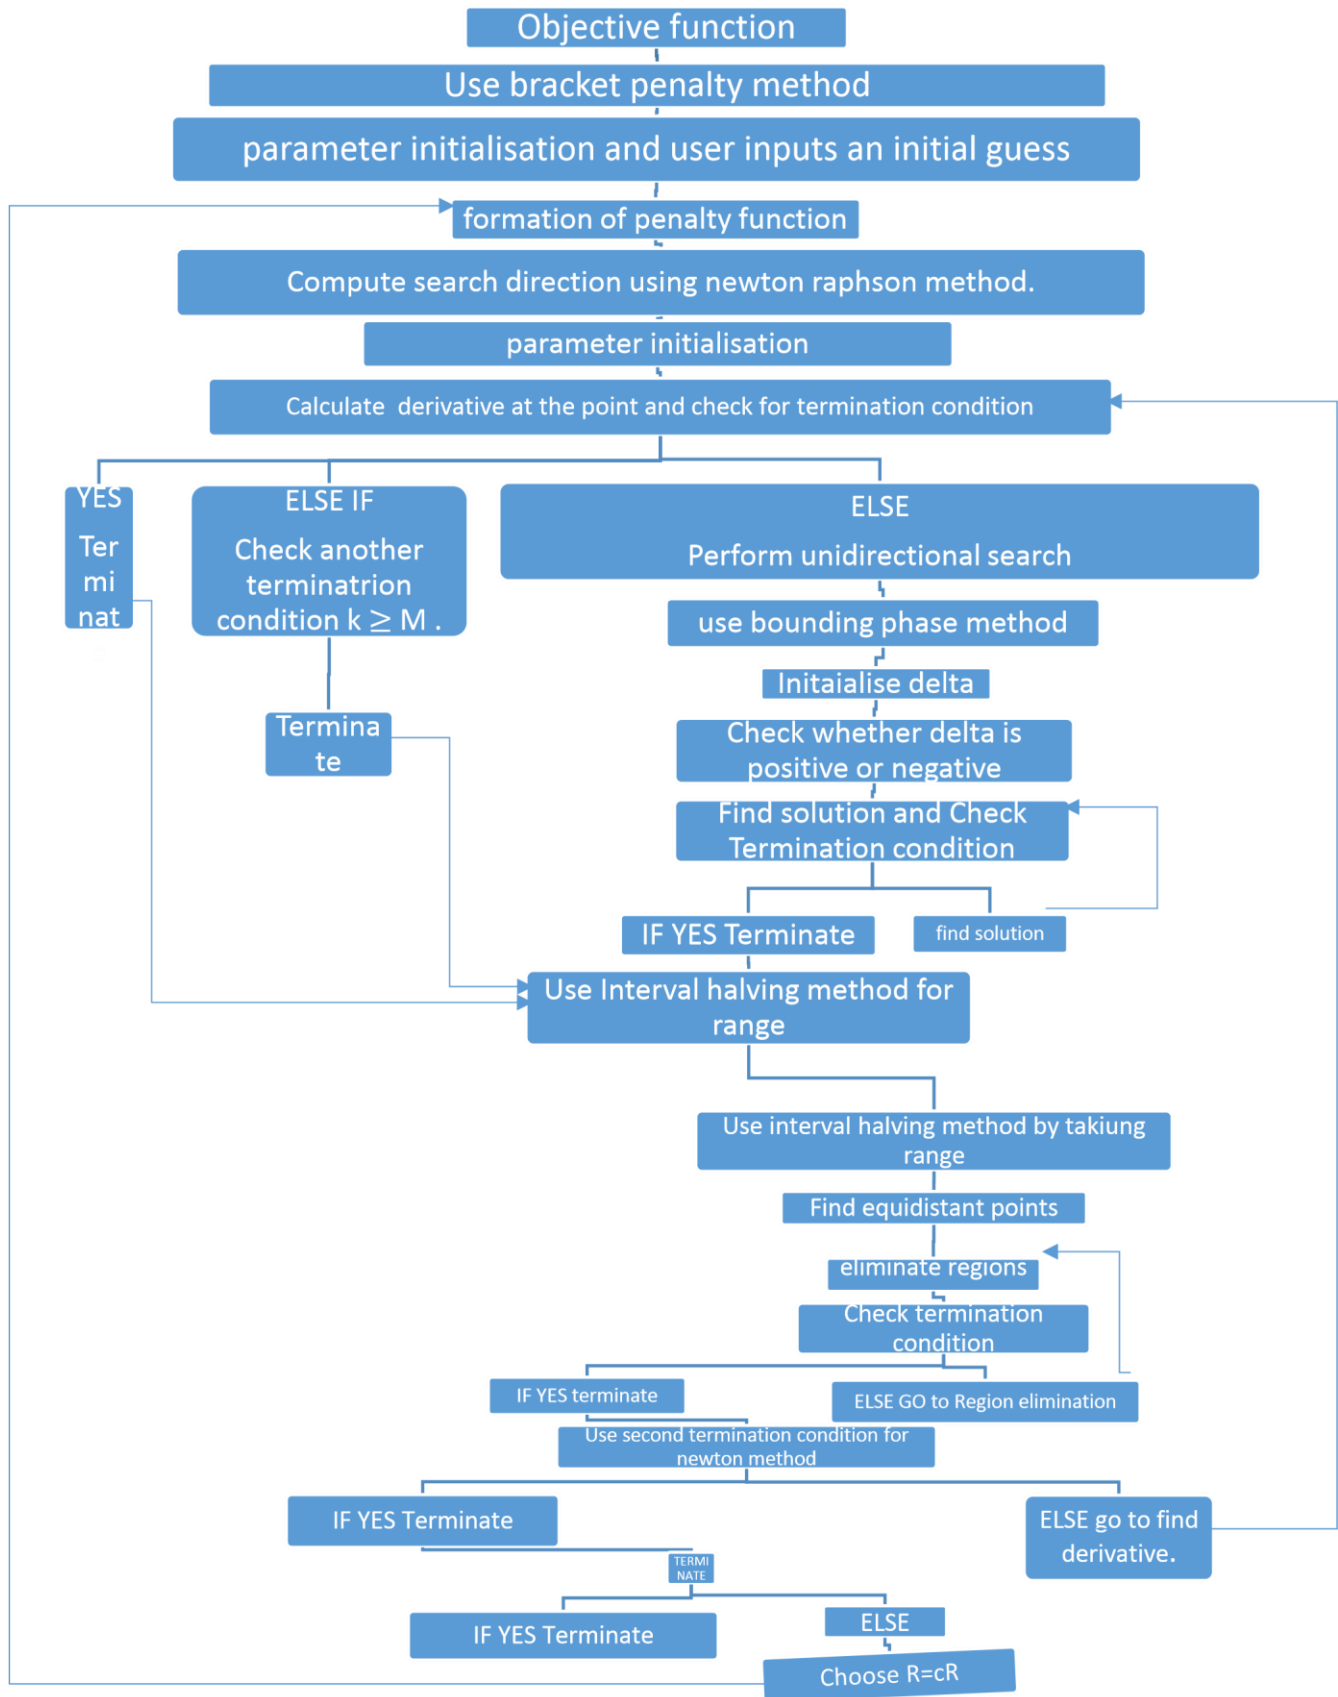 Objective function
Use bracket penalty method
parameter initialisation and user inputs an initial guess
formation of penalty function
Compute search direction using newton raphson method.
parameter initialisation
Calculate derivative at the point and check for termination condition
YES
Ter
mi
nat
ELSE IF
Check another
terminatrion
condition k ≥ M .
Termina
te
ELSE
Perform unidirectional search
use bounding phase method
Initaialise delta
Check whether delta is
positive or negative
Find solution and Check
Termination condition
IF YES Terminate
find solution
Use Interval halving method for
range
Use interval halving method by takiung
range
Find equidistant points
eliminate regions
Check termination
condition
IF YES terminate
ELSE GO to Region elimination
Use second termination condition for
newton method
IF YES Terminate
ELSE go to find
derivative.
TERMI
NATE
IF YES Terminate
ELSE
Choose R=cR